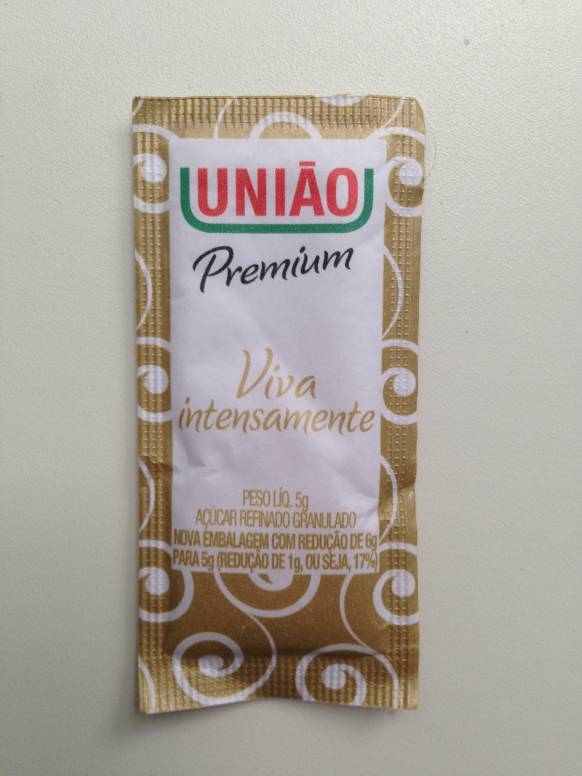 UNIÃO
Premium
Viva
intensamente
PESO LÍQ. 5g
AÇÚCAR REFINADO GRANULADO
NOVA EMBALAGEM COM REDUÇÃO DE 6g
PARA 5g (REDUÇÃO DE 1g, OU SEJA, 17%)